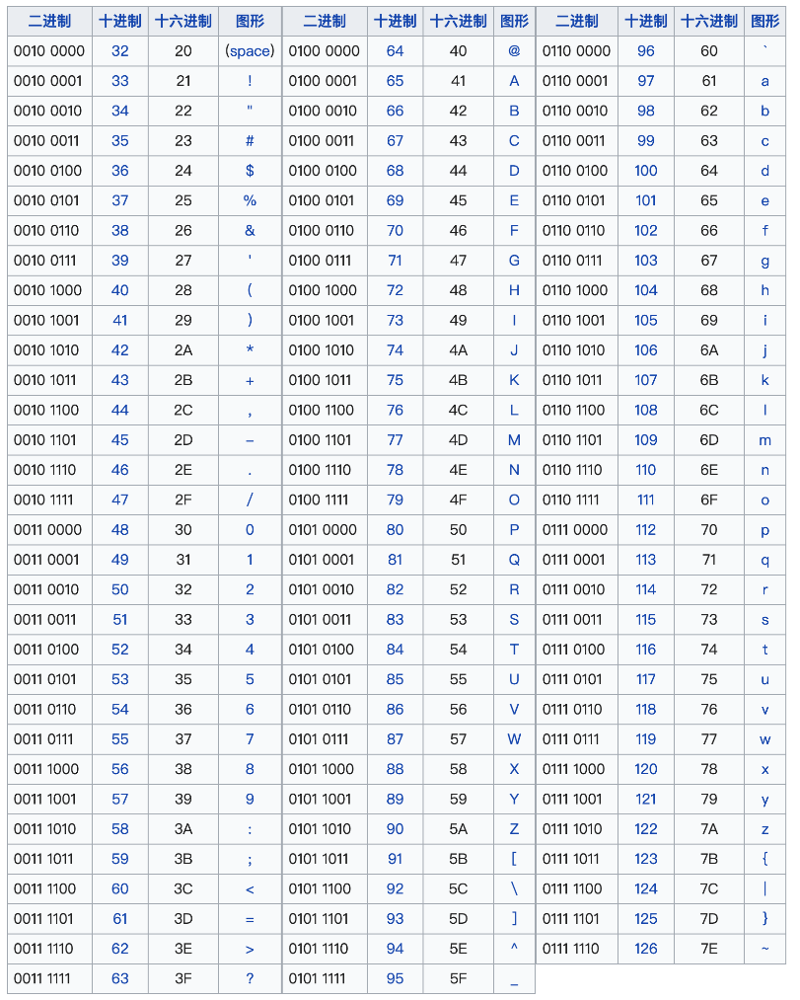 二进制 十进制 十六进制 图形 二进制 十进制 十六进制 图形 二进制 十进制 十六进制 图形
0010 0000 32 20 (space) 0100 0000 64 40 @ 0110 0000 96 60 `
0010 0001 33 21 ! 0100 0001 65 41 A 0110 0001 97 61 a
0010 0010 34 22 " 0100 0010 66 42 B 0110 0010 98 62 b
0010 0011 35 23 # 0100 0011 67 43 C 0110 0011 99 63 c
0010 0100 36 24 $ 0100 0100 68 44 D 0110 0100 100 64 d
0010 0101 37 25 % 0100 0101 69 45 E 0110 0101 101 65 e
0010 0110 38 26 & 0100 0110 70 46 F 0110 0110 102 66 f
0010 0111 39 27 ' 0100 0111 71 47 G 0110 0111 103 67 g
0010 1000 40 28 ( 0100 1000 72 48 H 0110 1000 104 68 h
0010 1001 41 29 ) 0100 1001 73 49 I 0110 1001 105 69 i
0010 1010 42 2A * 0100 1010 74 4A J 0110 1010 106 6A j
0010 1011 43 2B + 0100 1011 75 4B K 0110 1011 107 6B k
0010 1100 44 2C , 0100 1100 76 4C L 0110 1100 108 6C l
0010 1101 45 2D – 0100 1101 77 4D M 0110 1101 109 6D m
0010 1110 46 2E . 0100 1110 78 4E N 0110 1110 110 6E n
0010 1111 47 2F / 0100 1111 79 4F O 0110 1111 111 6F o
0011 0000 48 30 0 0101 0000 80 50 P 0111 0000 112 70 p
0011 0001 49 31 1 0101 0001 81 51 Q 0111 0001 113 71 q
0011 0010 50 32 2 0101 0010 82 52 R 0111 0010 114 72 r
0011 0011 51 33 3 0101 0011 83 53 S 0111 0011 115 73 s
0011 0100 52 34 4 0101 0100 84 54 T 0111 0100 116 74 t
0011 0101 53 35 5 0101 0101 85 55 U 0111 0101 117 75 u
0011 0110 54 36 6 0101 0110 86 56 V 0111 0110 118 76 v
0011 0111 55 37 7 0101 0111 87 57 W 0111 0111 119 77 w
0011 1000 56 38 8 0101 1000 88 58 X 0111 1000 120 78 x
0011 1001 57 39 9 0101 1001 89 59 Y 0111 1001 121 79 y
0011 1010 58 3A : 0101 1010 90 5A Z 0111 1010 122 7A z
0011 1011 59 3B ; 0101 1011 91 5B [ 0111 1011 123 7B {
0011 1100 60 3C < 0101 1100 92 5C \ 0111 1100 124 7C |
0011 1101 61 3D = 0101 1101 93 5D ] 0111 1101 125 7D }
0011 1110 62 3E > 0101 1110 94 5E ^ 0111 1110 126 7E ~
0011 1111 63 3F ? 0101 1111 95 5F _